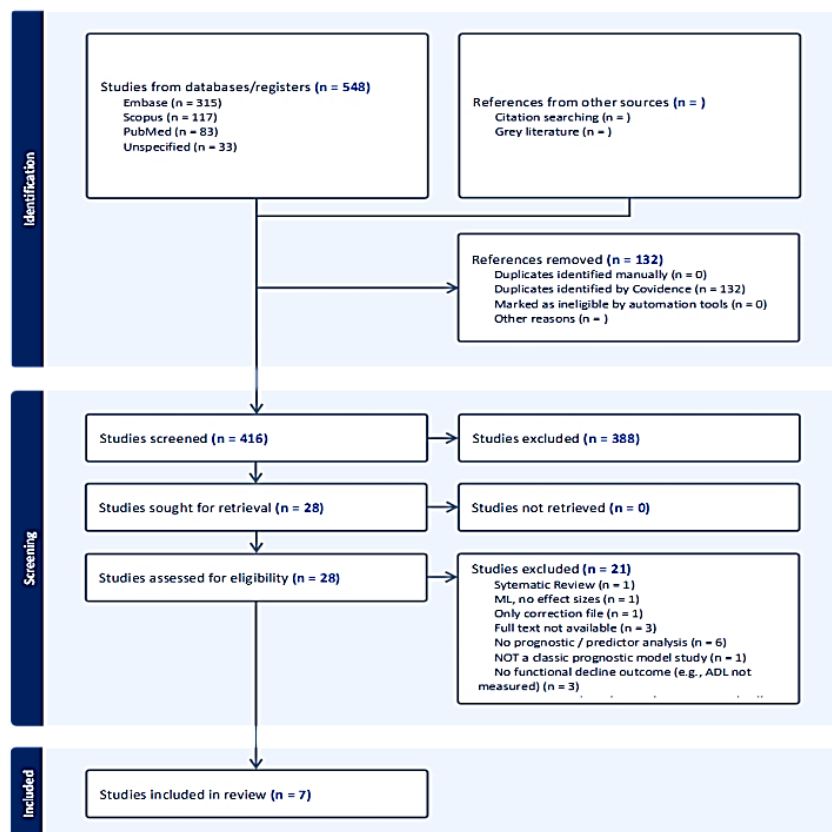 Identification
Studies from databases/registers (n = 548)
Embase (n = 315)
Scopus (n = 117)
PubMed (n = 83)
Unspecified (n = 33)
References from other sources (n = )
Citation searching (n = )
Grey literature (n = )
References removed (n = 132)
Duplicates identified manually (n = 0)
Duplicates identified by Covidence (n = 132)
Marked as ineligible by automation tools (n = 0)
Other reasons (n = )
Screening
Studies screened (n = 416)
Studies excluded (n = 388)
Studies sought for retrieval (n = 28)
Studies not retrieved (n = 0)
Studies assessed for eligibility (n = 28)
Studies excluded (n = 21)
Sytematic Review (n = 1)
ML, no effect sizes (n = 1)
Only correction file (n = 1)
Full text not available (n = 3)
No prognostic / predictor analysis (n = 6)
NOT a classic prognostic model study (n = 1)
No functional decline outcome (e.g., ADL not
measured) (n = 3)
Included
Studies included in review (n = 7)